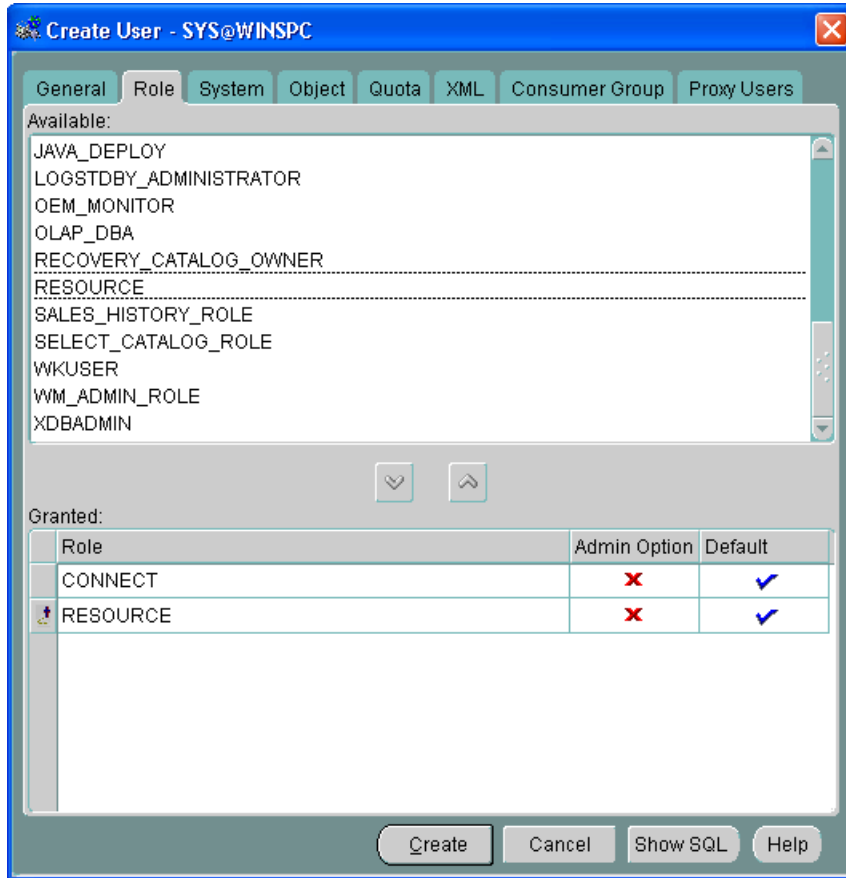 Create User - SYS@WINSPC
General Role System Object Quota XML Consumer Group Proxy Users
Available:
JAVA_DEPLOY
LOGSTDBY_ADMINISTRATOR
OEM_MONITOR
OLAP_DBA
RECOVERY_CATALOG_OWNER
RESOURCE
SALES_HISTORY_ROLE
SELECT_CATALOG_ROLE
WKUSER
WM_ADMIN_ROLE
XDBADMIN
Granted:
Role Admin Option Default
CONNECT
RESOURCE
Create Cancel Show SQL Help